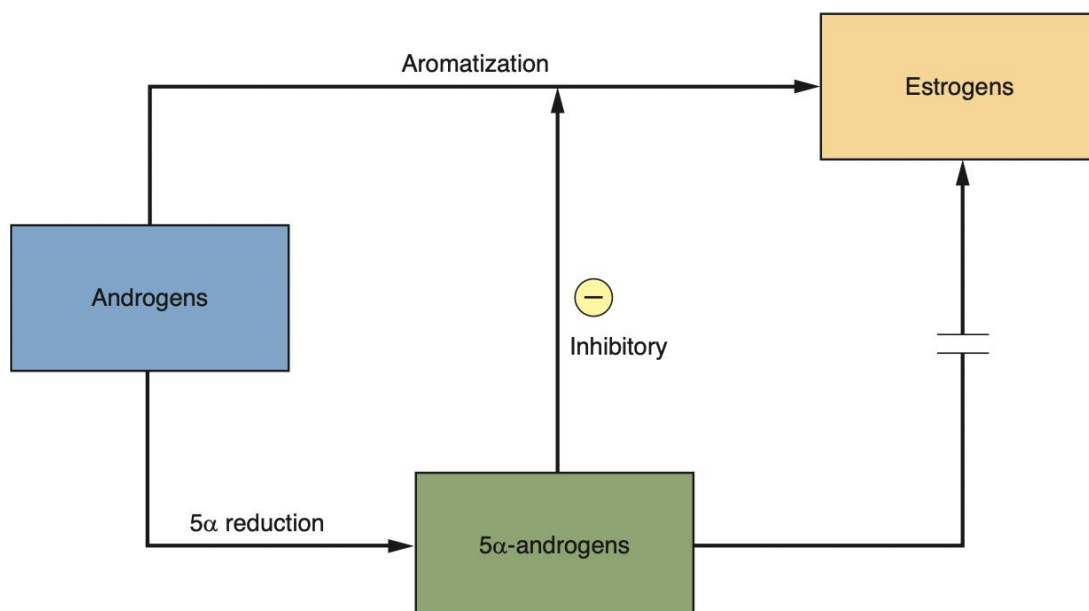 Aromatization
Estrogens
Androgens
−
Inhibitory
5α reduction
5α-androgens